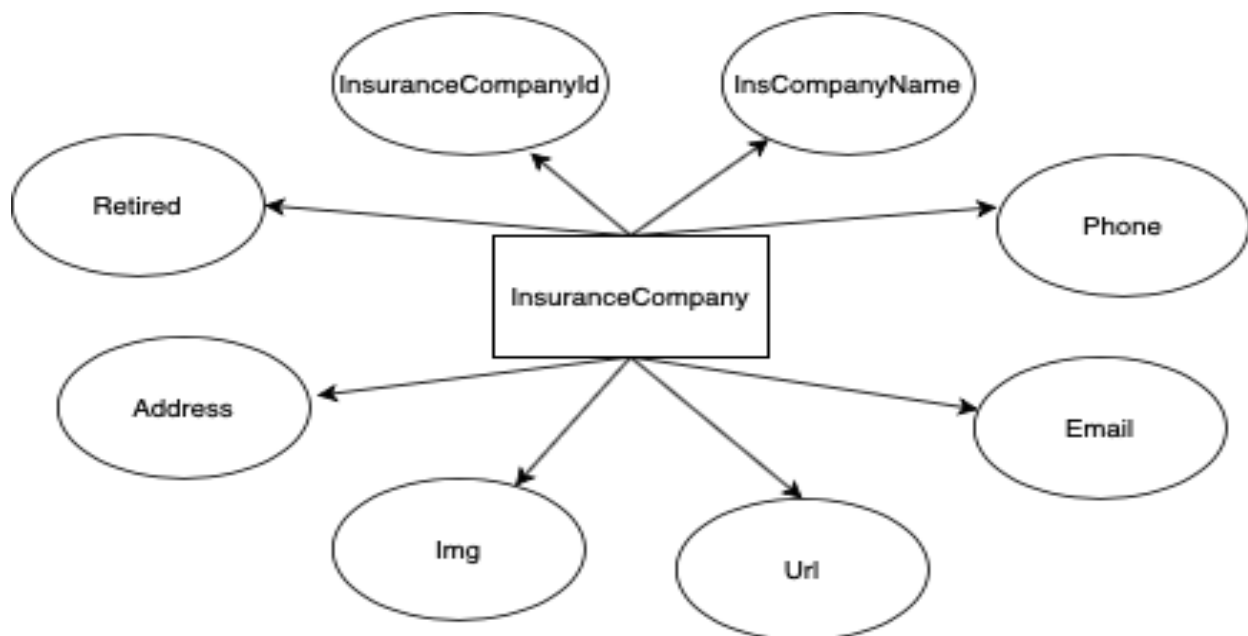 InsuranceCompanyId
InsCompanyName
Retired
Phone
InsuranceCompany
Address
Email
Img
Url